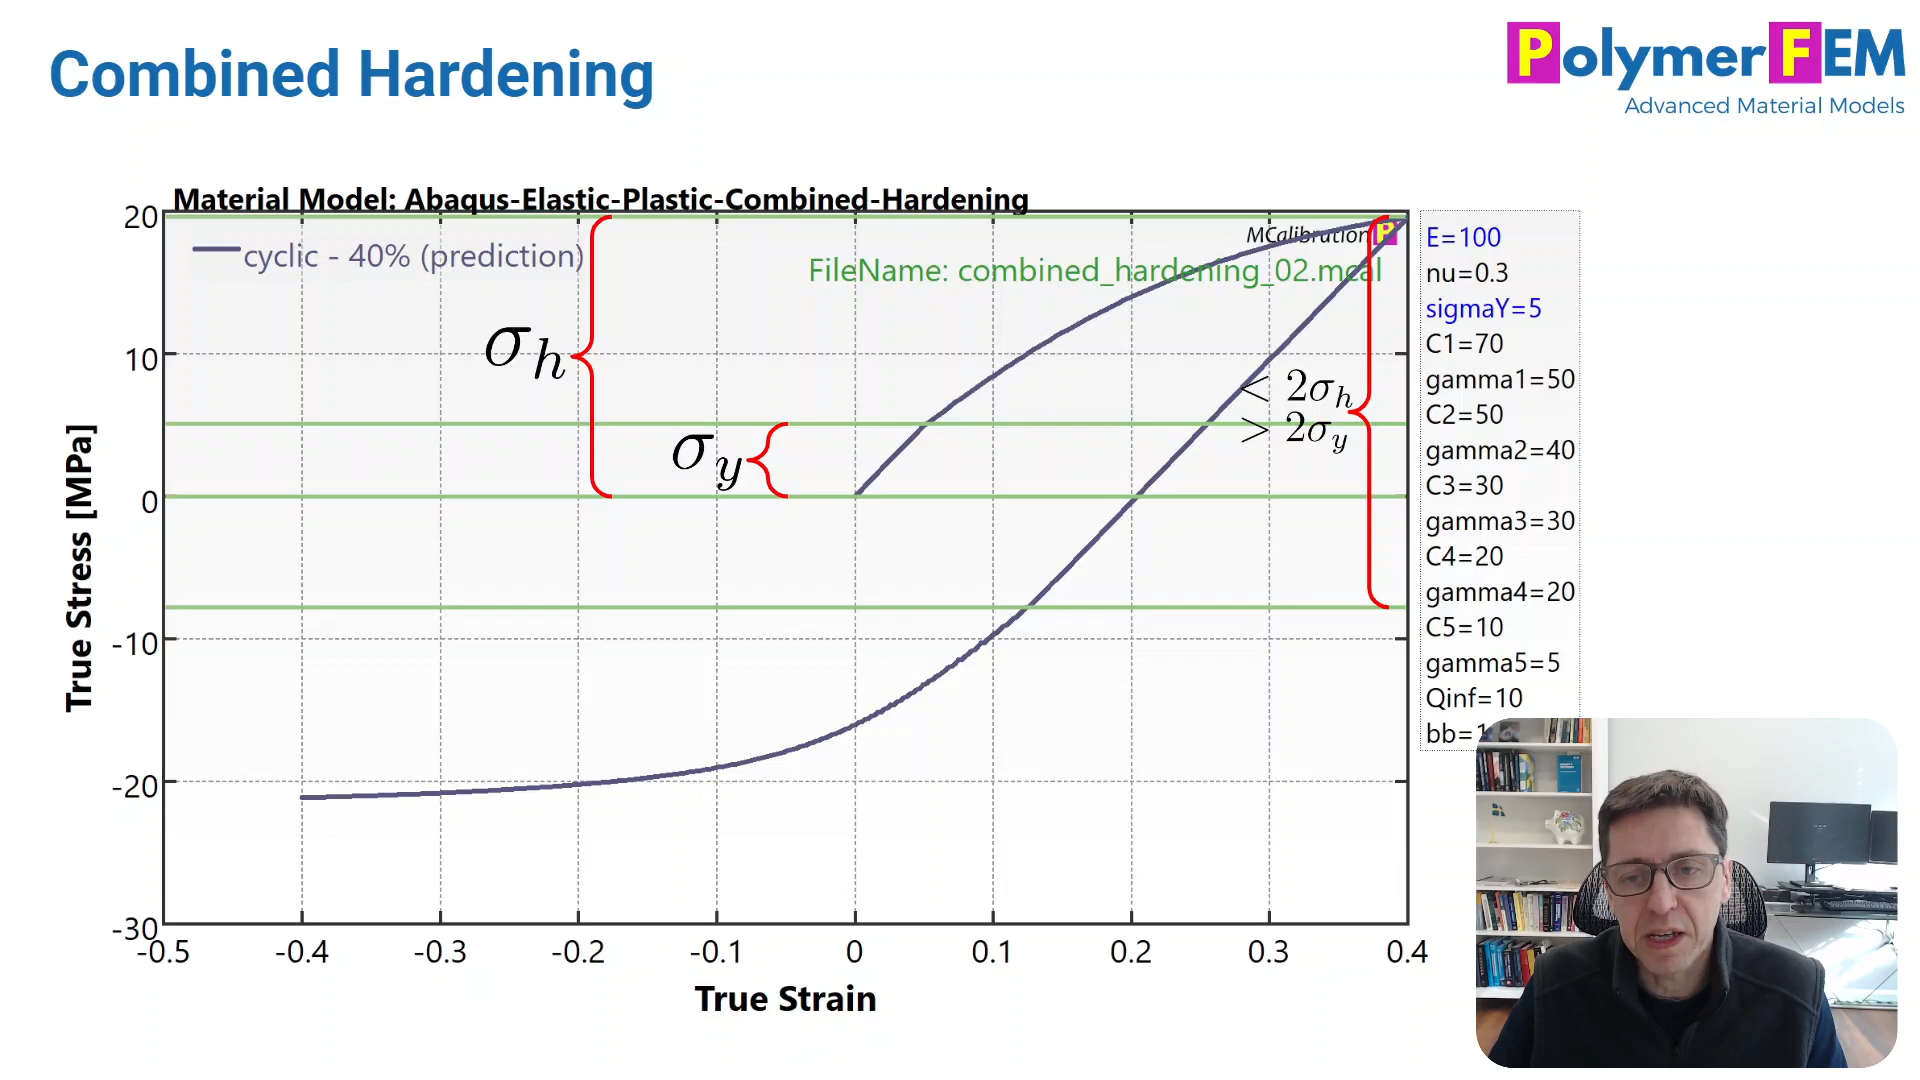 Combined Hardening
PolymerFEM
Advanced Material Models
Material Model: Abaqus-Elastic-Plastic-Combined-Hardening
cyclic - 40% (prediction)
MCalibration P
FileName: combined_hardening_02.mcal
σh
σy
< 2σh
> 2σy
True Stress [MPa]
20
10
0
-10
-20
-30
-0.5 -0.4 -0.3 -0.2 -0.1 0 0.1 0.2 0.3 0.4
True Strain
E=100
nu=0.3
sigmaY=5
C1=70
gamma1=50
C2=50
gamma2=40
C3=30
gamma3=30
C4=20
gamma4=20
C5=10
gamma5=5
Qinf=10